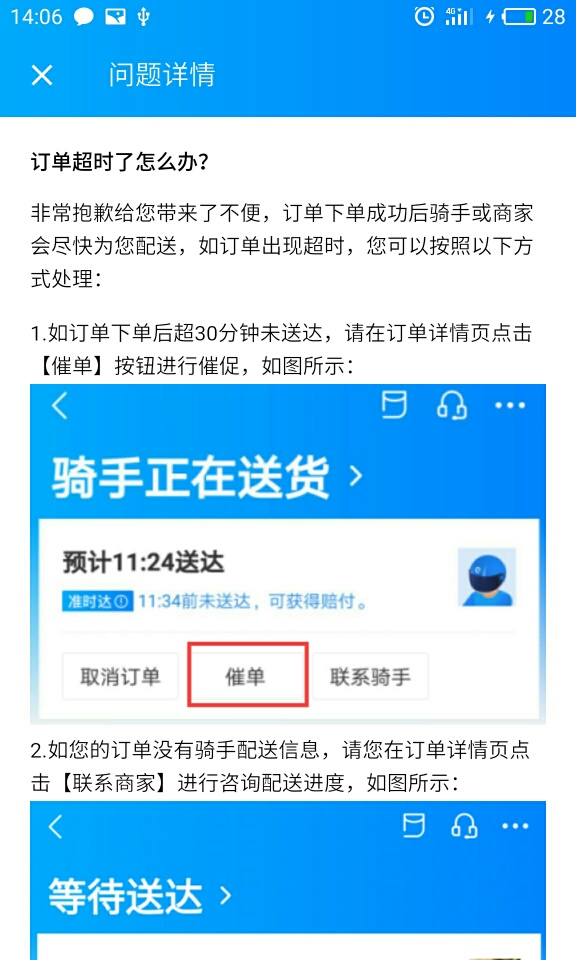 14:06
4G
28
问题详情
订单超时了怎么办?
非常抱歉给您带来了不便，订单下单成功后骑手或商家
会尽快为您配送，如订单出现超时，您可以按照以下方
式处理：
1.如订单下单后超30分钟未送达，请在订单详情页点击
【催单】按钮进行催促，如图所示：
骑手正在送货
预计11:24送达
准时达 11:34前未送达，可获得赔付。
取消订单 催单 联系骑手
2.如您的订单没有骑手配送信息，请您在订单详情页点
击【联系商家】进行咨询配送进度，如图所示：
等待送达